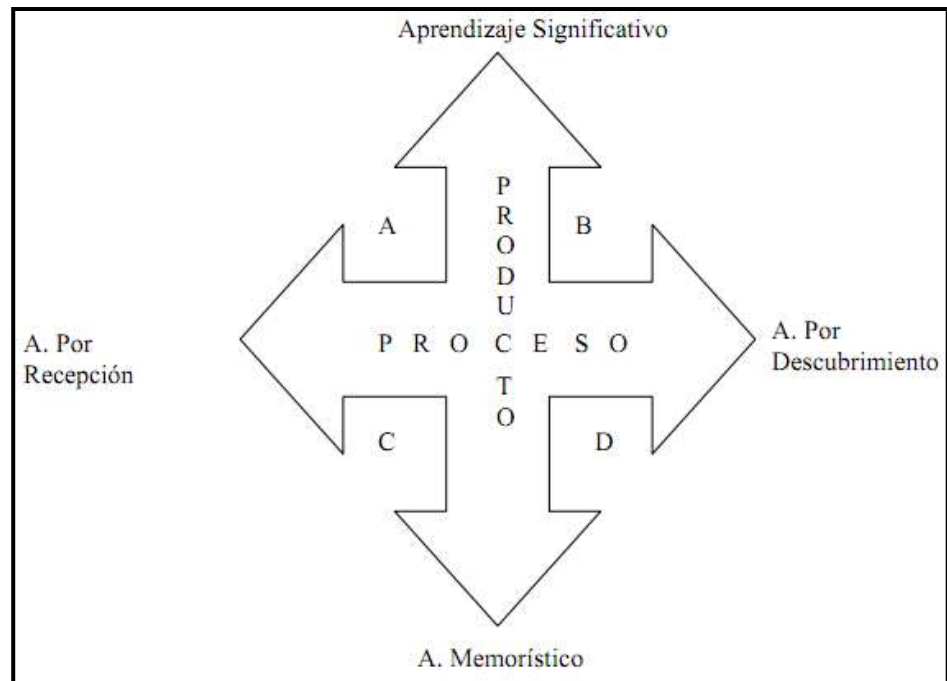 Aprendizaje Significativo
P
R
O
D
U
C
T
O
A
B
P R O C E S O
A. Por
Recepción
A. Por
Descubrimiento
C
D
A. Memorístico